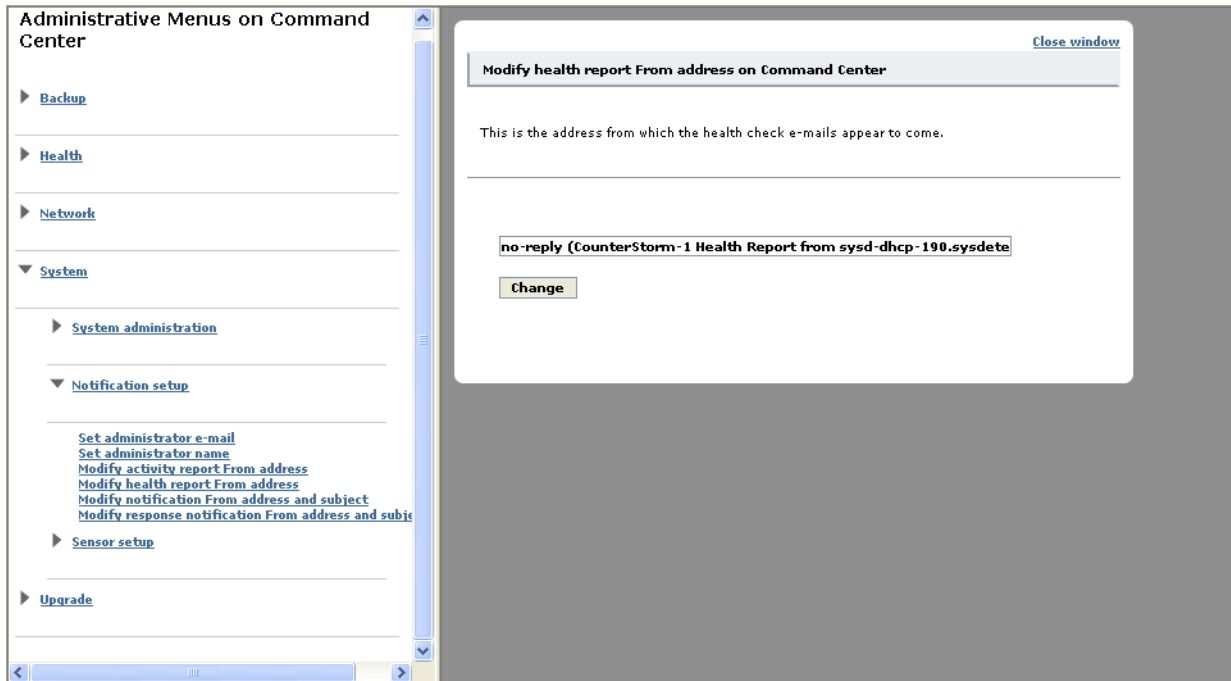 Administrative Menus on Command
Center
Backup
Health
Network
System
System administration
Notification setup
Set administrator e-mail
Set administrator name
Modify activity report From address
Modify health report From address
Modify notification From address and subject
Modify response notification From address and subje
Sensor setup
Upgrade
Close window
Modify health report From address on Command Center
This is the address from which the health check e-mails appear to come.
no-reply (CounterStorm-1 Health Report from sysd-dhcp-190.sysdete
Change